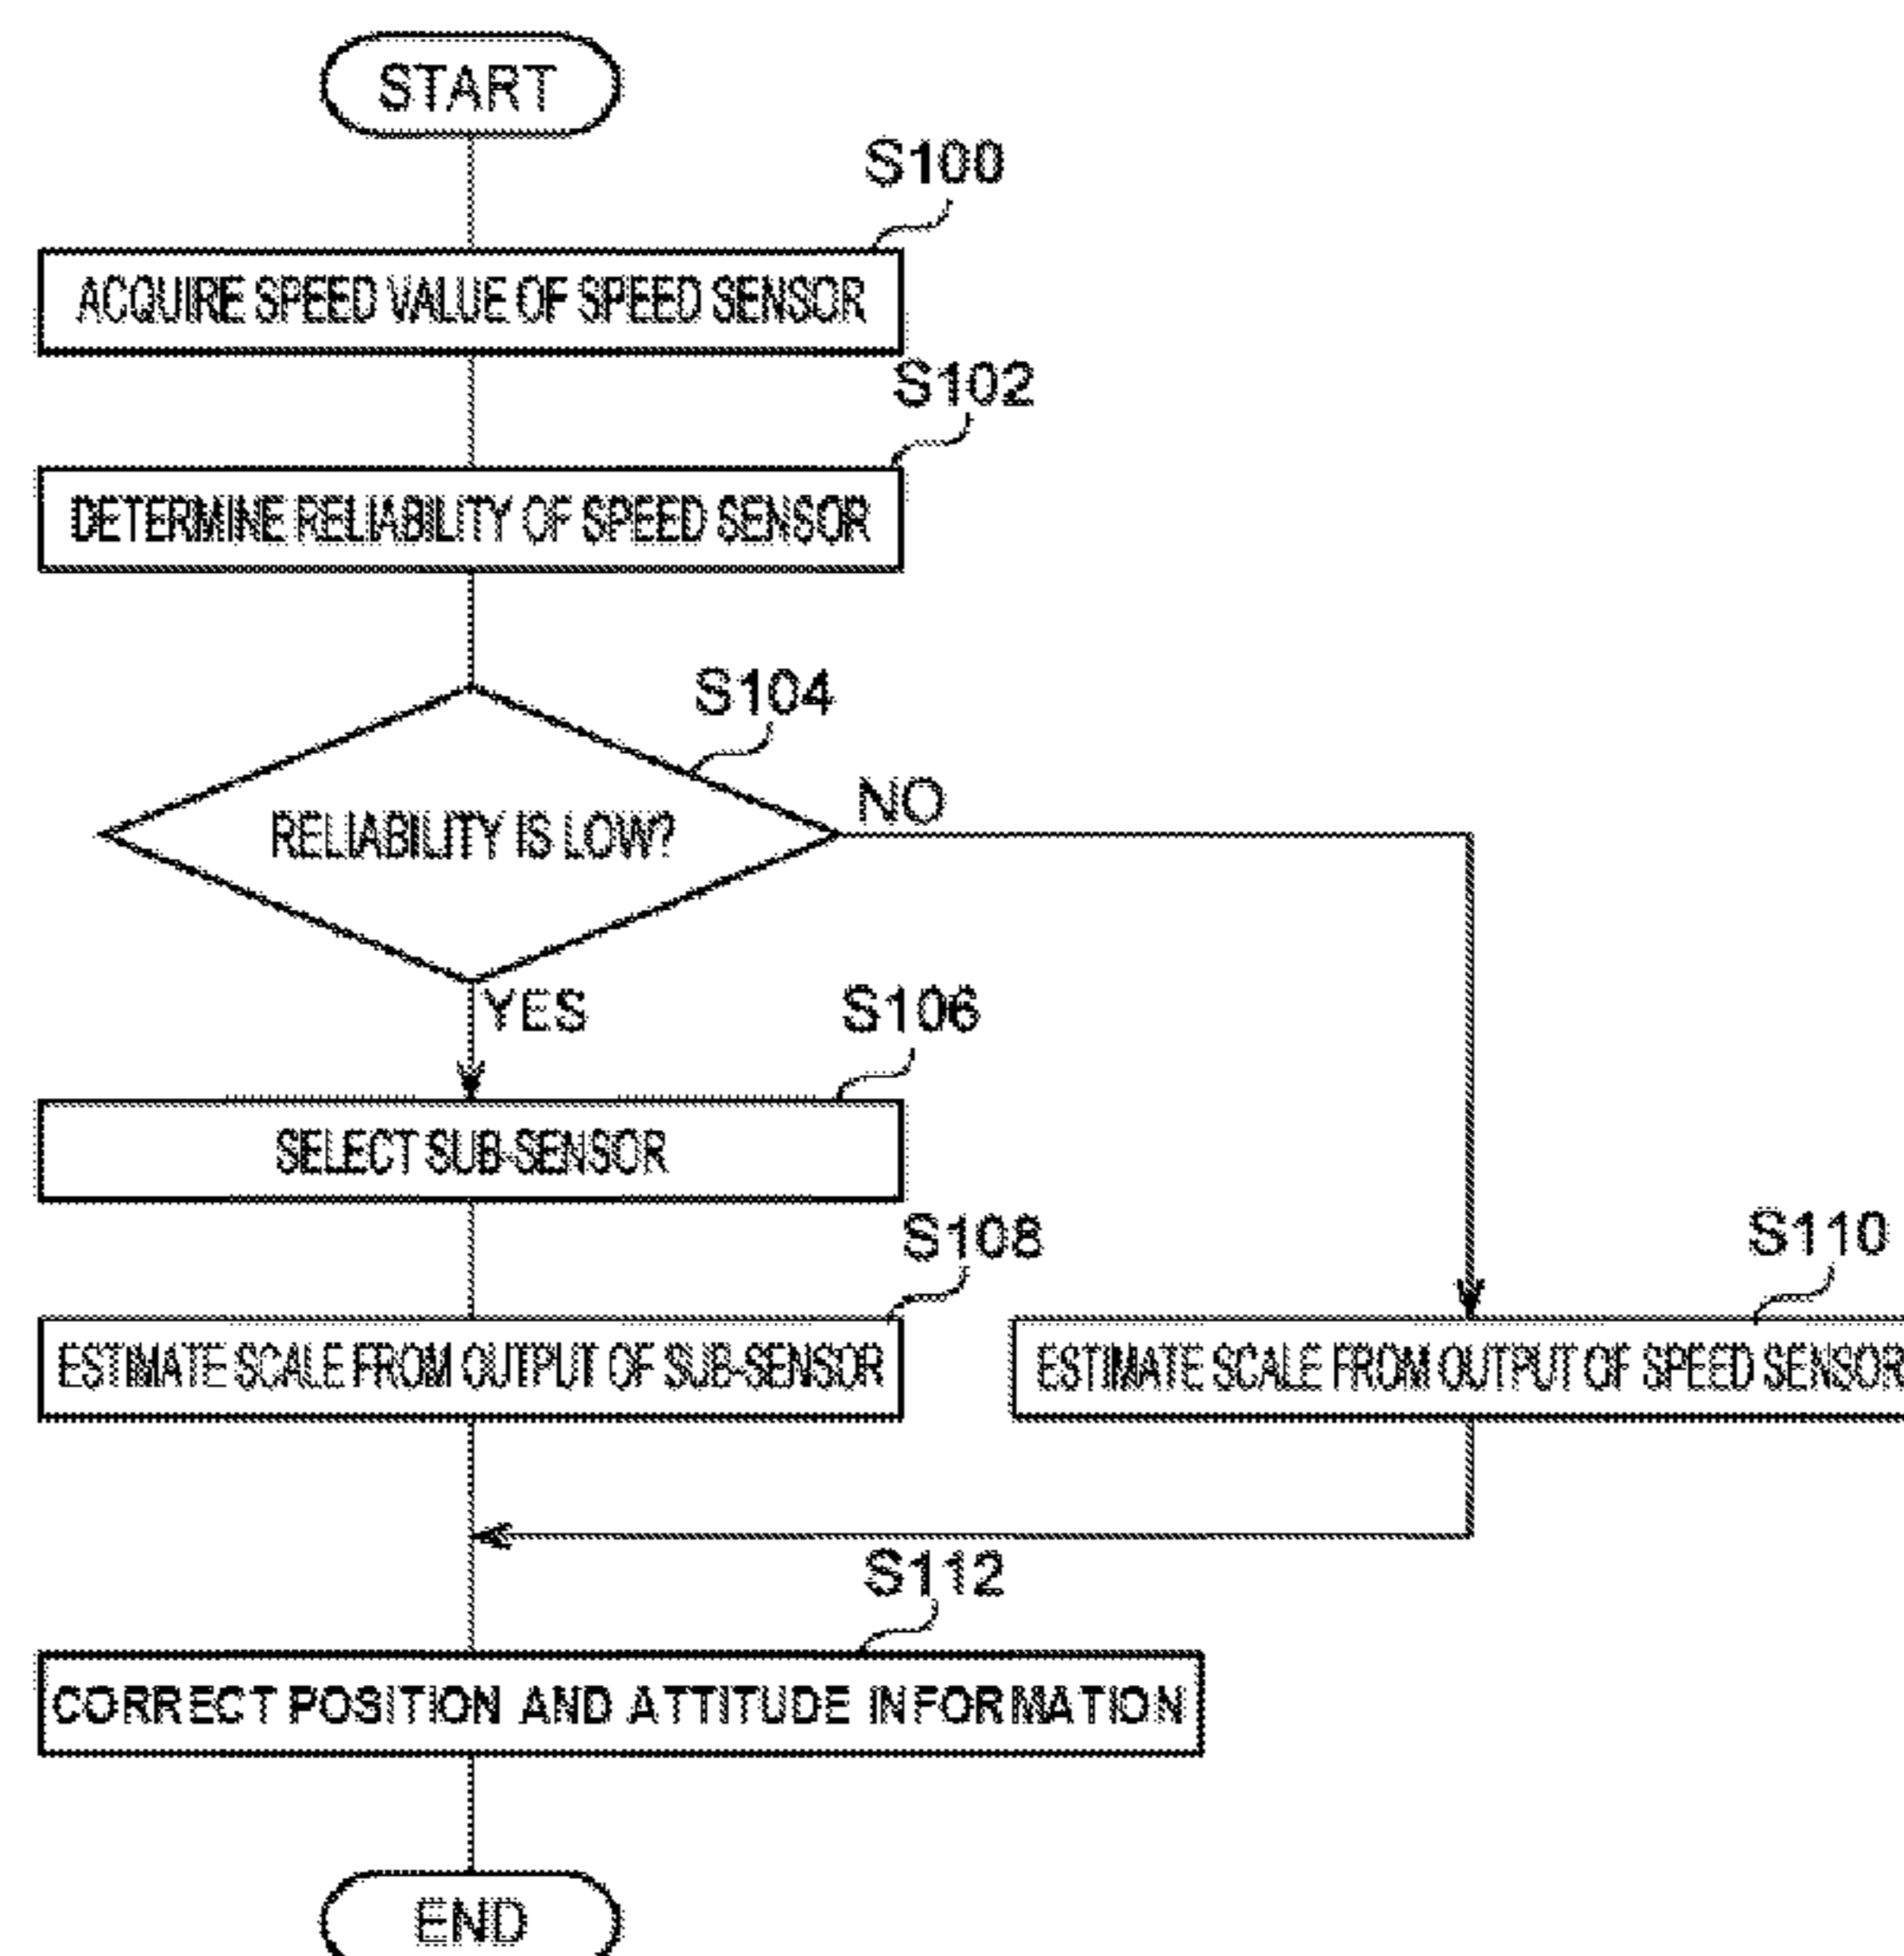 START
S100
ACQUIRE SPEED VALUE OF SPEED SENSOR
S102
DETERMINE RELIABILITY OF SPEED SENSOR
S104
RELIABILITY IS LOW?
NO
YES
S106
SELECT SUB-SENSOR
S108
ESTIMATE SCALE FROM OUTPUT OF SUB-SENSOR
S110
ESTIMATE SCALE FROM OUTPUT OF SPEED SENSOR
S112
CORRECT POSITION AND ATTITUDE INFORMATION
END